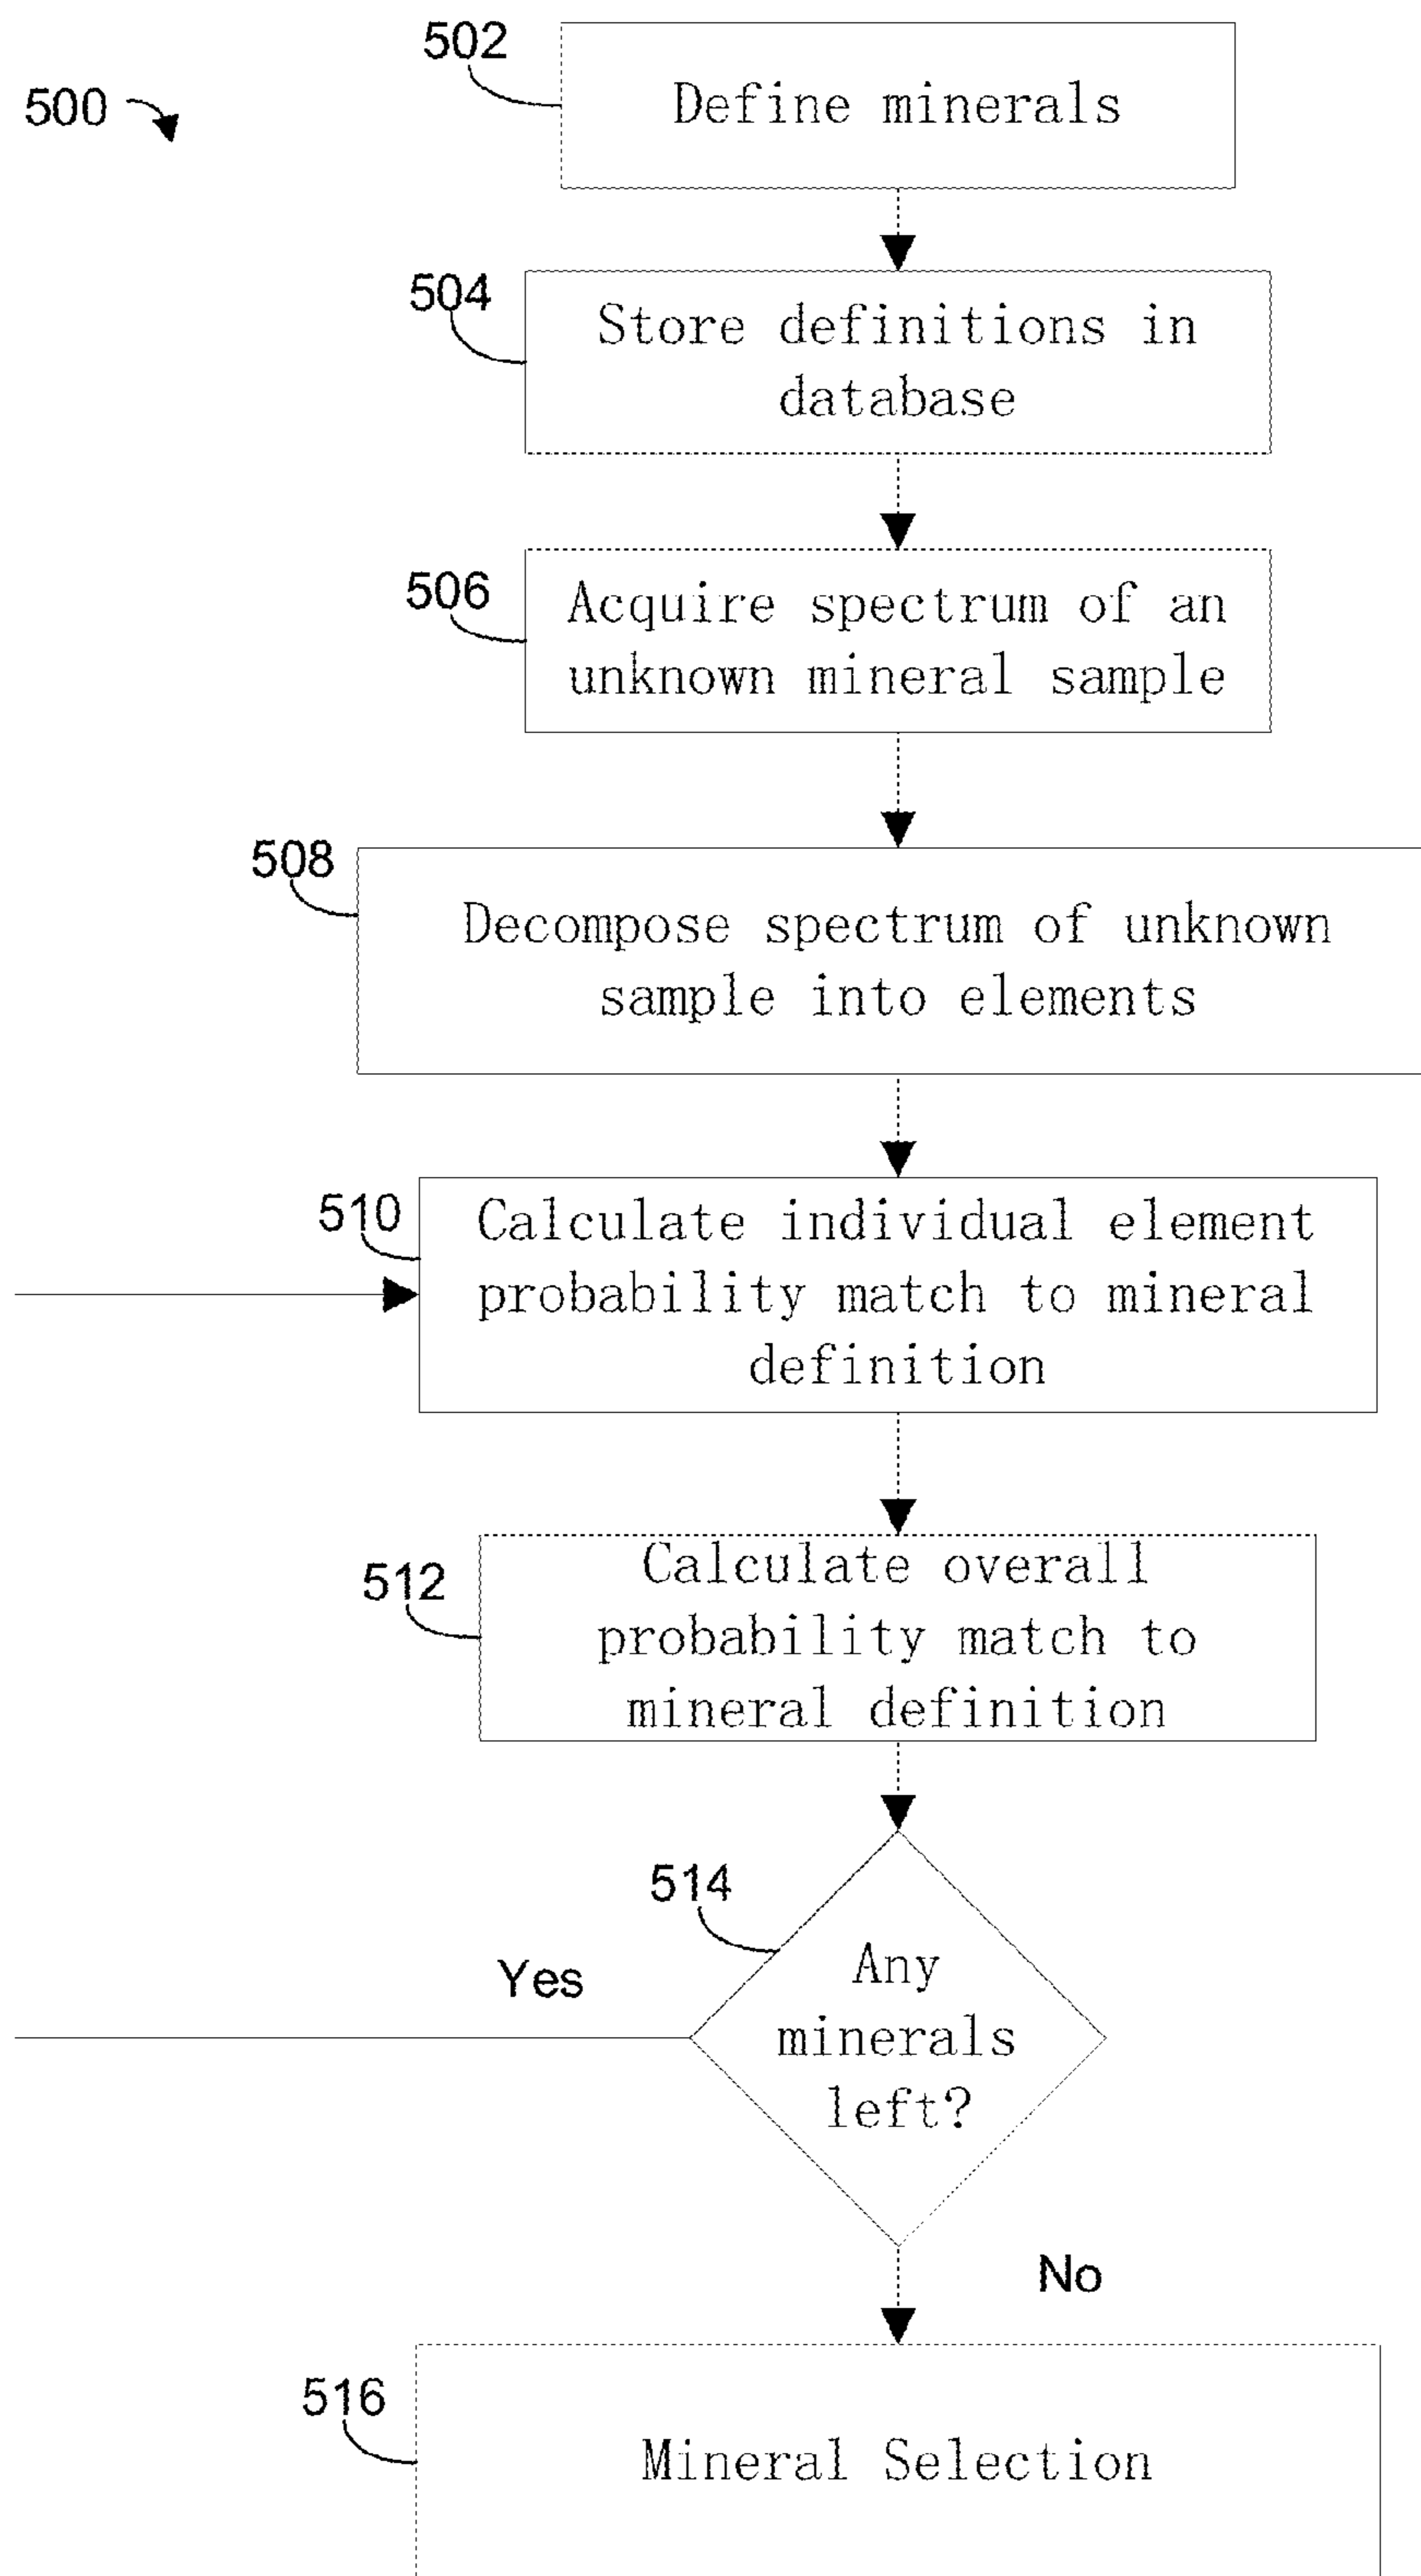 502
500
Define minerals
504
Store definitions in
database
506
Acquire spectrum of an
unknown mineral sample
508
Decompose spectrum of unknown
sample into elements
510
Calculate individual element
probability match to mineral
definition
512
Calculate overall
probability match to
mineral definition
514
Any
minerals
left?
Yes
No
516
Mineral Selection